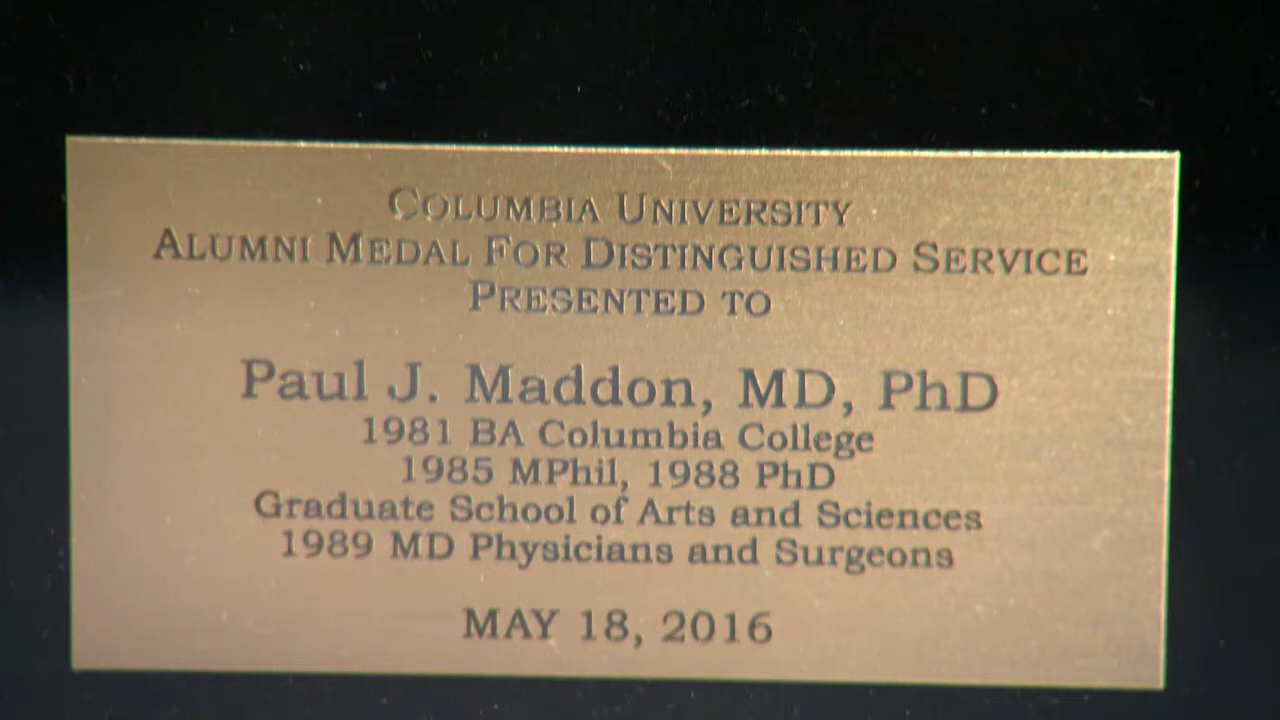 COLUMBIA UNIVERSITY
ALUMNI MEDAL FOR DISTINGUISHED SERVICE
PRESENTED TO
Paul J. Maddon, MD, PhD
1981 BA Columbia College
1985 MPhil, 1988 PhD
Graduate School of Arts and Sciences
1989 MD Physicians and Surgeons
MAY 18, 2016